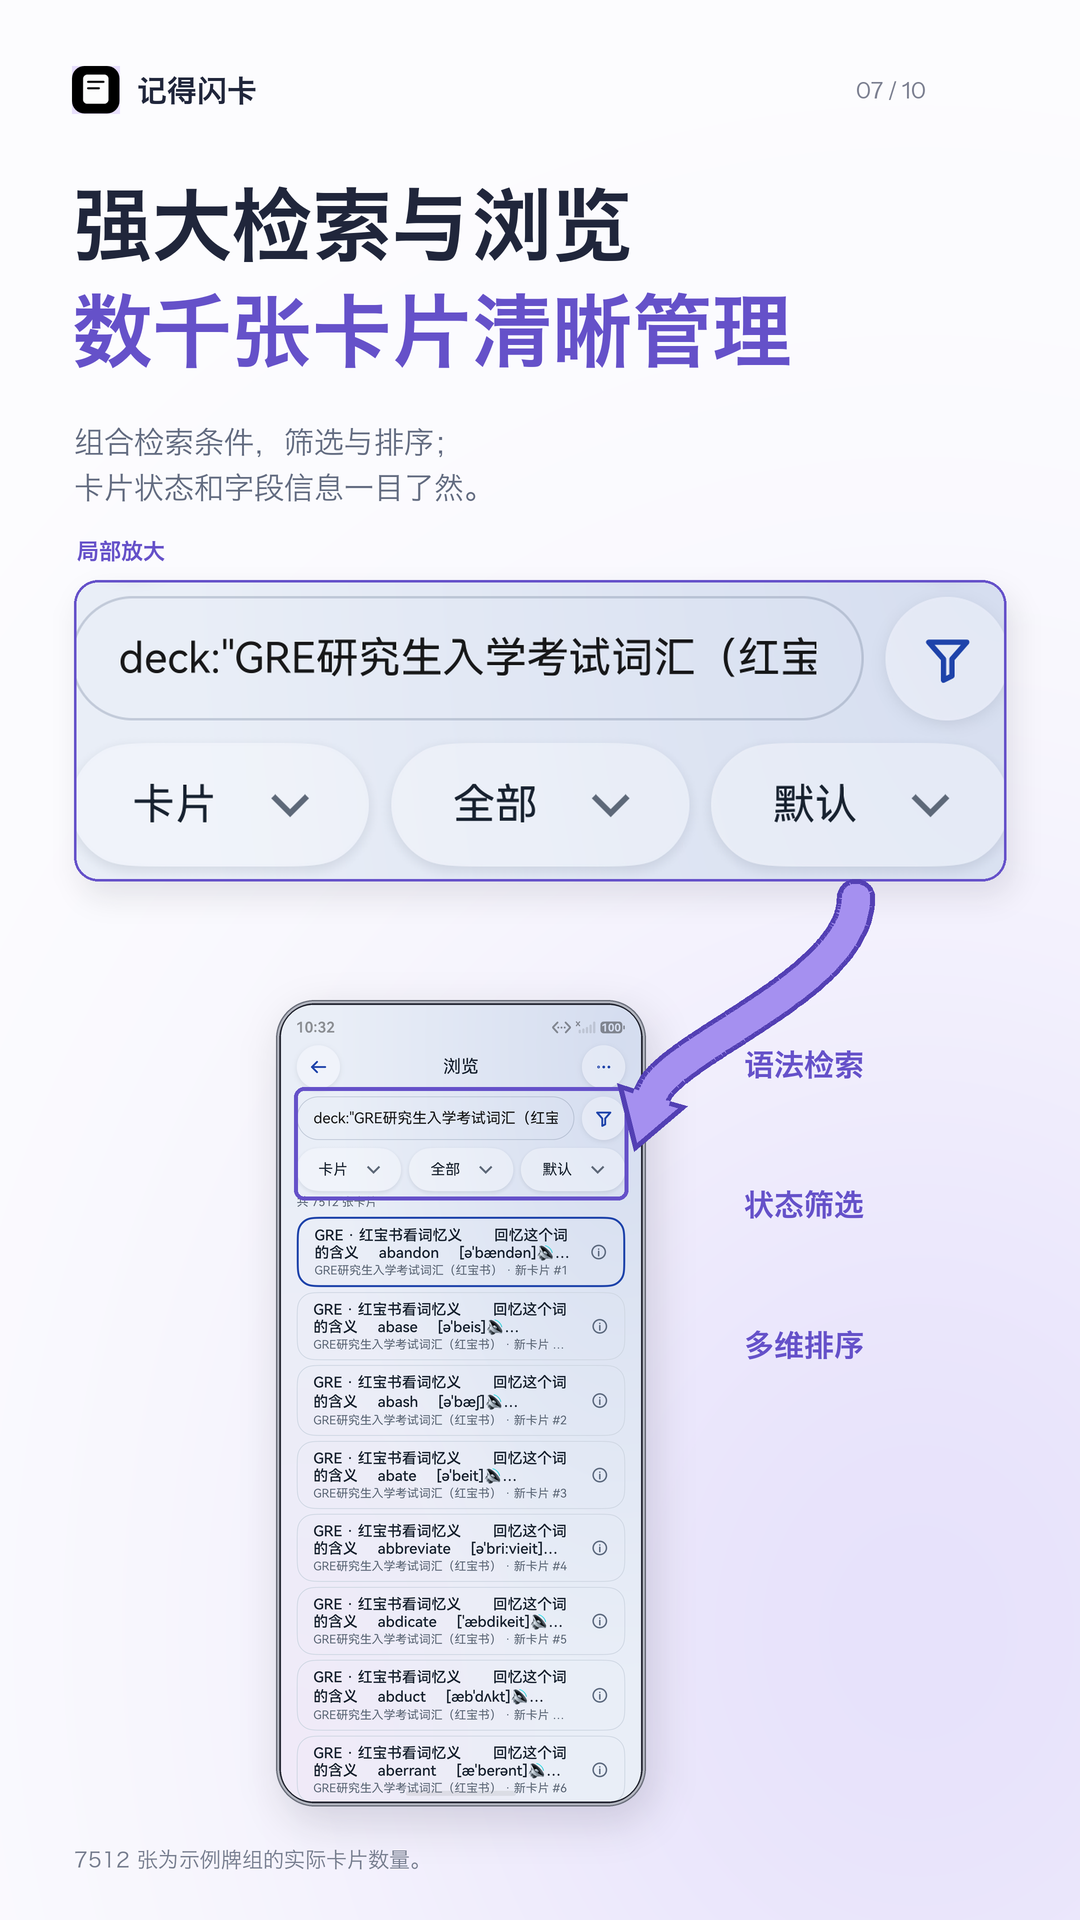 记得闪卡
07 / 10
强大检索与浏览
数千张卡片清晰管理
组合检索条件，筛选与排序；
卡片状态和字段信息一目了然。
局部放大
deck:"GRE研究生入学考试词汇（红宝
卡片
全部
默认
10:32
100
浏览
deck:"GRE研究生入学考试词汇（红宝
卡片
全部
默认
共 7512 张卡片
GRE · 红宝书看词忆义 回忆这个词
的含义 abandon [ə'bændən]🔊...
GRE研究生入学考试词汇（红宝书） · 新卡片 #1
GRE · 红宝书看词忆义 回忆这个词
的含义 abase [ə'beis]🔊...
GRE研究生入学考试词汇（红宝书） · 新卡片 ...
GRE · 红宝书看词忆义 回忆这个词
的含义 abash [ə'bæʃ]🔊...
GRE研究生入学考试词汇（红宝书） · 新卡片 #2
GRE · 红宝书看词忆义 回忆这个词
的含义 abate [ə'beit]🔊...
GRE研究生入学考试词汇（红宝书） · 新卡片 #3
GRE · 红宝书看词忆义 回忆这个词
的含义 abbreviate [ə'bri:vieit]...
GRE研究生入学考试词汇（红宝书） · 新卡片 #4
GRE · 红宝书看词忆义 回忆这个词
的含义 abdicate ['æbdikeit]🔊...
GRE研究生入学考试词汇（红宝书） · 新卡片 #5
GRE · 红宝书看词忆义 回忆这个词
的含义 abduct [æb'dʌkt]🔊...
GRE研究生入学考试词汇（红宝书） · 新卡片 ...
GRE · 红宝书看词忆义 回忆这个词
的含义 aberrant [æ'berənt]🔊...
GRE研究生入学考试词汇（红宝书） · 新卡片 #6
语法检索
状态筛选
多维排序
7512 张为示例牌组的实际卡片数量。